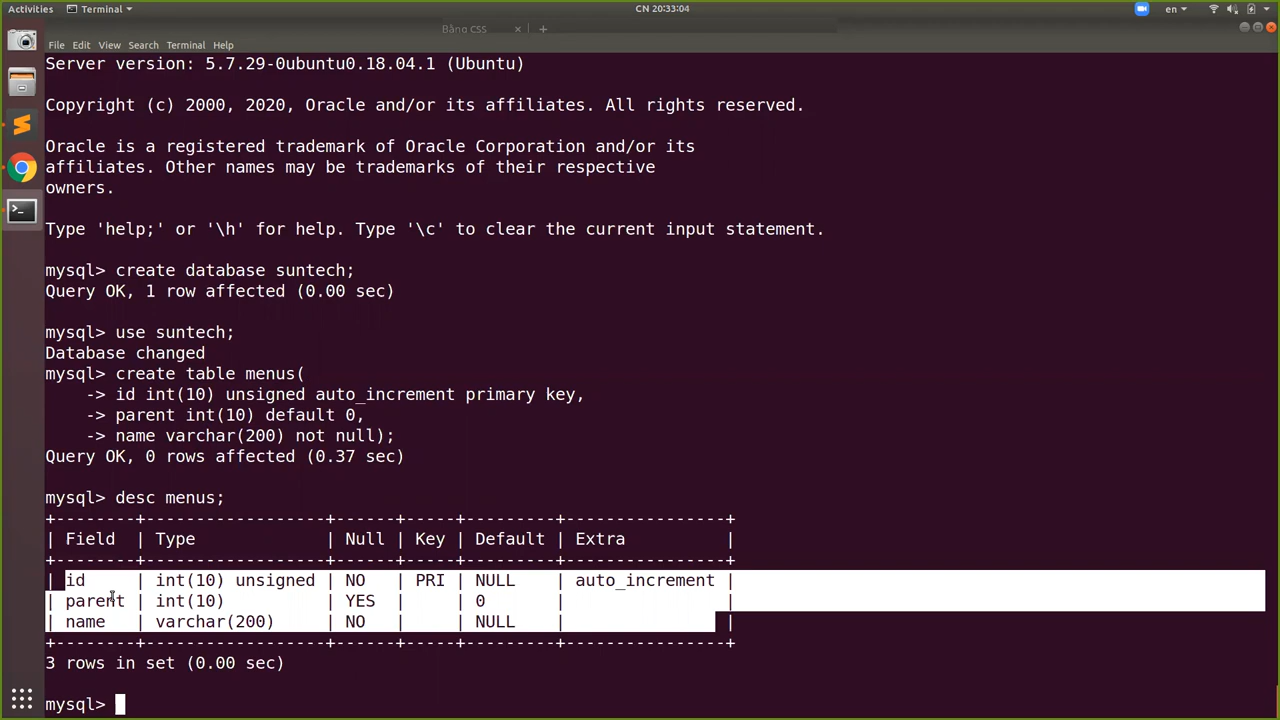 Activities Terminal CN 20:33:04 en
Bảng CSS × +
File Edit View Search Terminal Help
Server version: 5.7.29-0ubuntu0.18.04.1 (Ubuntu)
Copyright (c) 2000, 2020, Oracle and/or its affiliates. All rights reserved.
Oracle is a registered trademark of Oracle Corporation and/or its
affiliates. Other names may be trademarks of their respective
owners.
Type 'help;' or '\h' for help. Type '\c' to clear the current input statement.
mysql> create database suntech;
Query OK, 1 row affected (0.00 sec)
mysql> use suntech;
Database changed
mysql> create table menus(
    -> id int(10) unsigned auto_increment primary key,
    -> parent int(10) default 0,
    -> name varchar(200) not null);
Query OK, 0 rows affected (0.37 sec)
mysql> desc menus;
+--------+------------------+------+-----+---------+----------------+
| Field  | Type             | Null | Key | Default | Extra          |
+--------+------------------+------+-----+---------+----------------+
| id     | int(10) unsigned | NO   | PRI | NULL    | auto_increment |
| parent | int(10)          | YES  |     | 0       |                |
| name   | varchar(200)     | NO   |     | NULL    |                |
+--------+------------------+------+-----+---------+----------------+
3 rows in set (0.00 sec)
mysql>